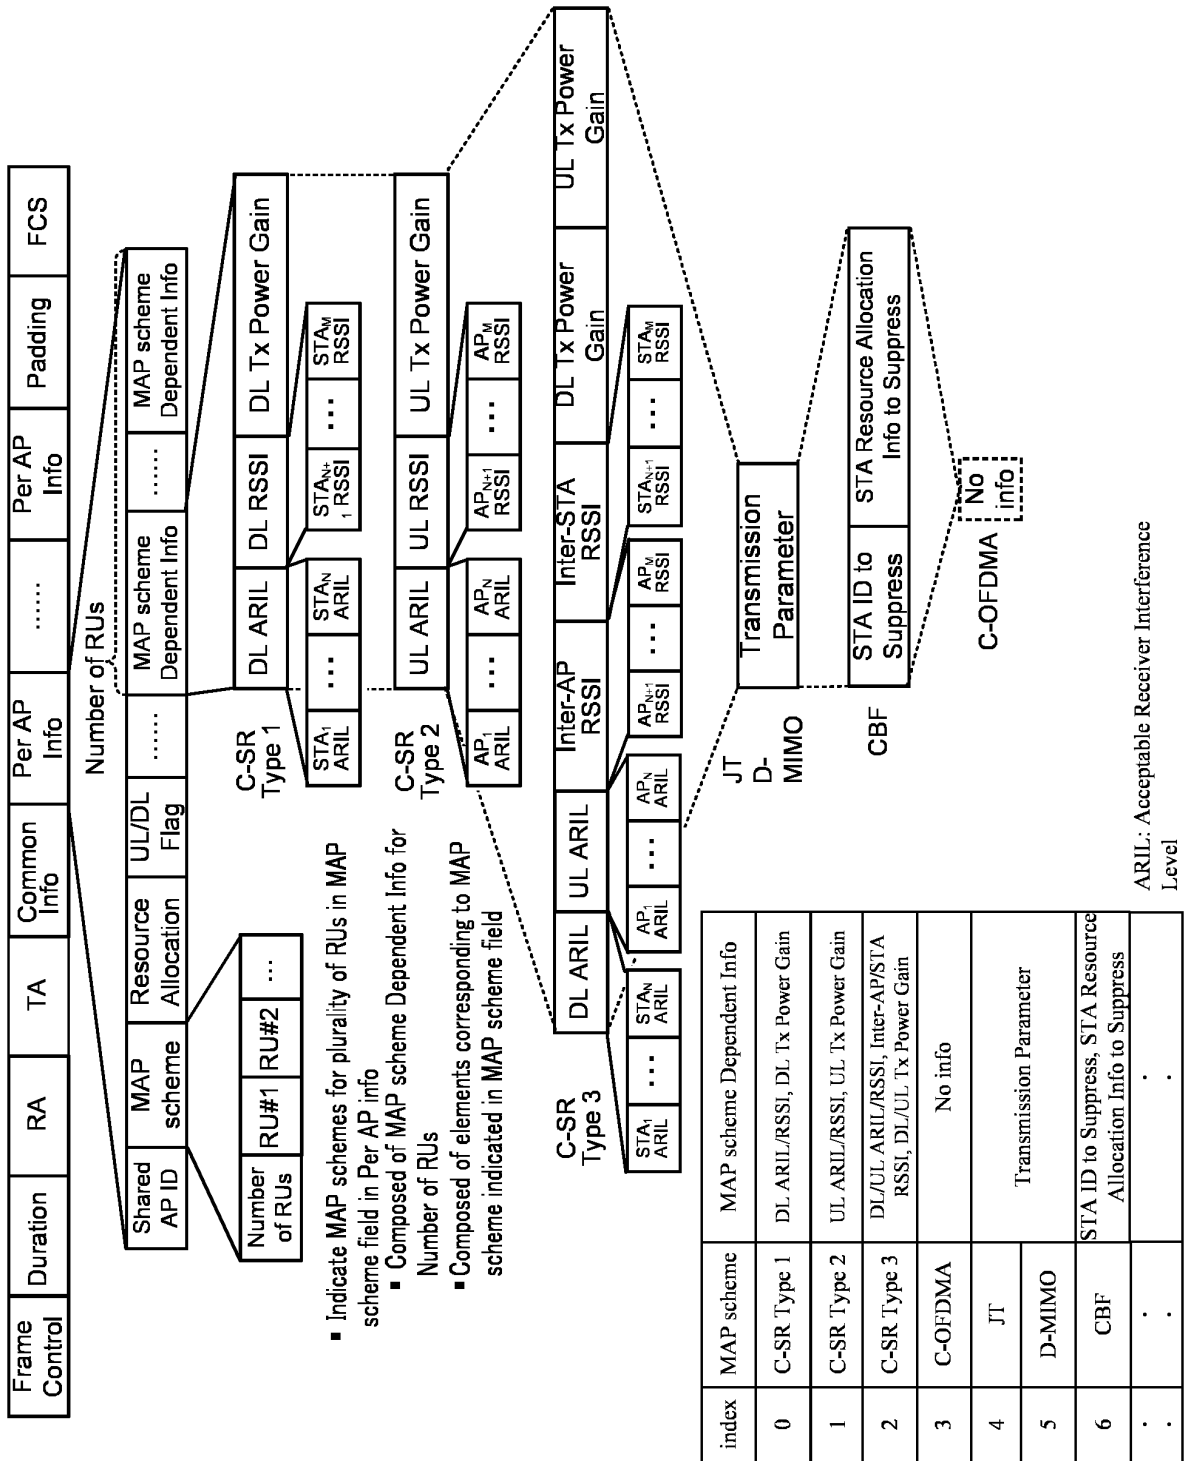 Frame
Control
Duration
RA
TA
Common
Info
Per AP
Info
......
Per AP
Info
Padding
FCS
Number of RUs
Shared
AP ID
MAP
scheme
Resource
Allocation
UL/DL
Flag
......
MAP scheme
Dependent Info
......
MAP scheme
Dependent Info
Number
of RUs
RU#1
RU#2
...
C-SR
Type 1
DL ARIL
DL RSSI
DL Tx Power Gain
STA1
ARIL
...
STAN
ARIL
STAN+
1 RSSI
...
STAM
RSSI
▪ Indicate MAP schemes for plurality of RUs in MAP
scheme field in Per AP info
▪ Composed of MAP scheme Dependent Info for
Number of RUs
▪ Composed of elements corresponding to MAP
scheme indicated in MAP scheme field
C-SR
Type 2
UL ARIL
UL RSSI
UL Tx Power Gain
AP1
ARIL
...
APN
ARIL
APN+1
RSSI
...
APM
RSSI
C-SR
Type 3
DL ARIL
UL ARIL
Inter-AP
RSSI
Inter-STA
RSSI
DL Tx Power
Gain
UL Tx Power
Gain
STA1
ARIL
...
STAN
ARIL
AP1
ARIL
...
APN
ARIL
APN+1
RSSI
...
APM
RSSI
STAN+1
RSSI
...
STAM
RSSI
JT
D-
MIMO
Transmission
Parameter
CBF
STA ID to
Suppress
STA Resource Allocation
Info to Suppress
C-OFDMA
No
info
index
MAP scheme
MAP scheme Dependent Info
0
C-SR Type 1
DL ARIL/RSSI, DL Tx Power Gain
1
C-SR Type 2
UL ARIL/RSSI, UL Tx Power Gain
2
C-SR Type 3
DL/UL ARIL/RSSI, Inter-AP/STA
RSSI, DL/UL Tx Power Gain
3
C-OFDMA
No info
4
JT
Transmission Parameter
5
D-MIMO
6
CBF
STA ID to Suppress, STA Resource
Allocation Info to Suppress
. . .
. . .
ARIL: Acceptable Receiver Interference
Level